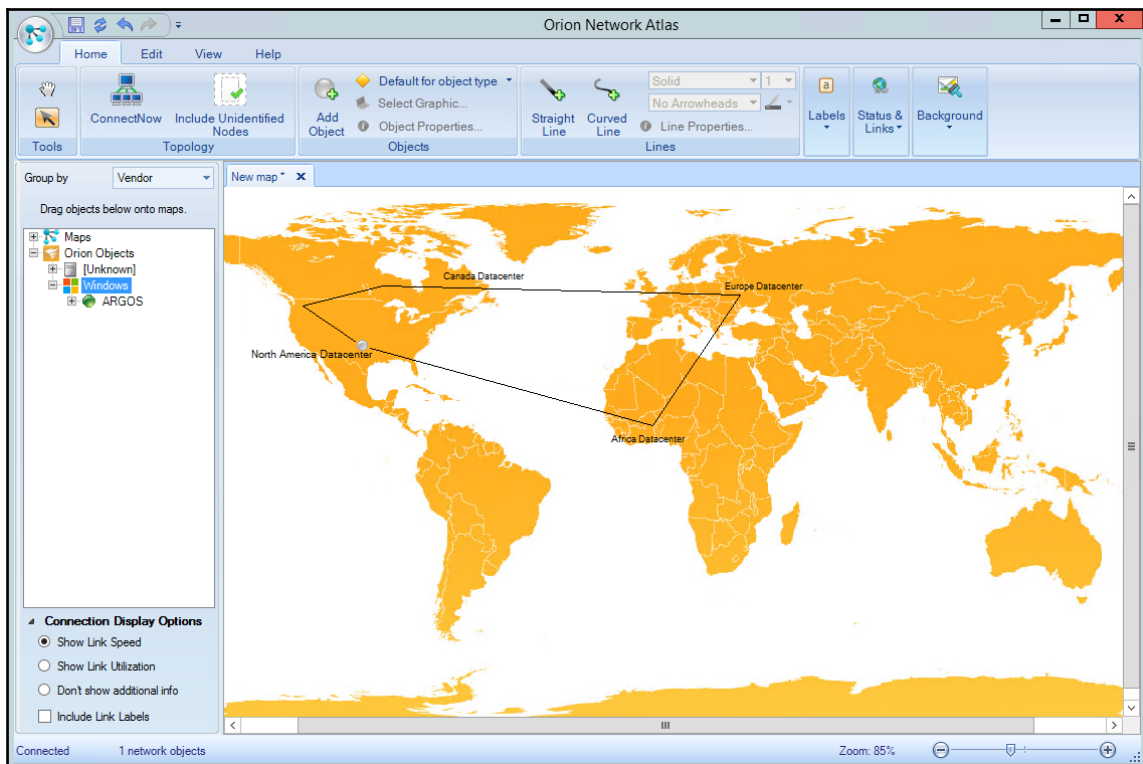 Orion Network Atlas
X
Home Edit View Help
ConnectNow
Include Unidentified
Nodes
Add
Object
Default for object type
Select Graphic...
Object Properties...
Straight
Line
Curved
Line
Solid
1
No Arrowheads
Line Properties...
a
Labels
Status &
Links
Background
Tools
Topology
Objects
Lines
Group by
Vendor
Drag objects below onto maps.
Maps
Orion Objects
[Unknown]
Windows
ARGOS
Connection Display Options
Show Link Speed
Show Link Utilization
Don't show additional info
Include Link Labels
New map *
Canada Datacenter
Europe Datacenter
North America Datacenter
Africa Datacenter
Connected
1 network objects
Zoom: 85%